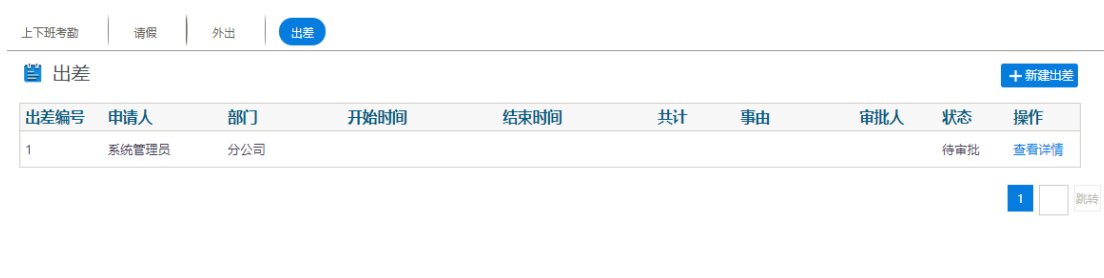 上下班考勤 请假 外出 出差
出差
+ 新建出差
出差编号 申请人 部门 开始时间 结束时间 共计 事由 审批人 状态 操作
1 系统管理员 分公司 待审批 查看详情
1 跳转